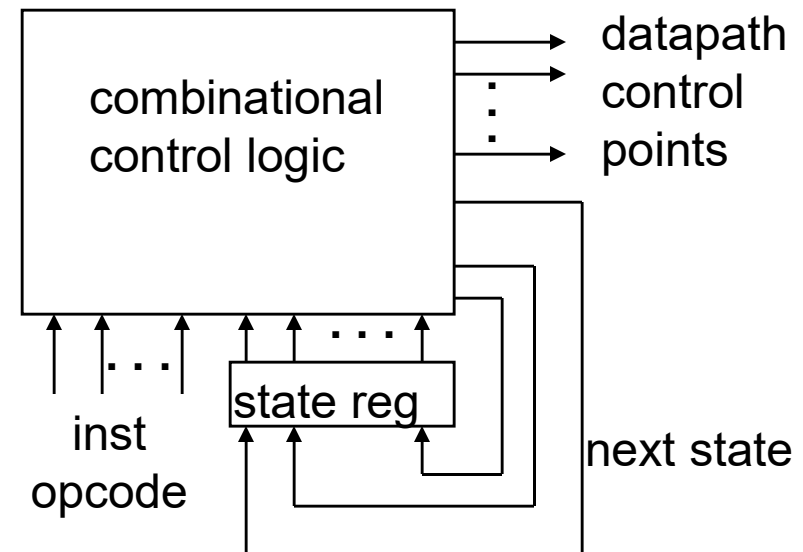 combinational
control logic
datapath
control
points
. . .
. . .
. . .
state reg
inst
opcode
next state